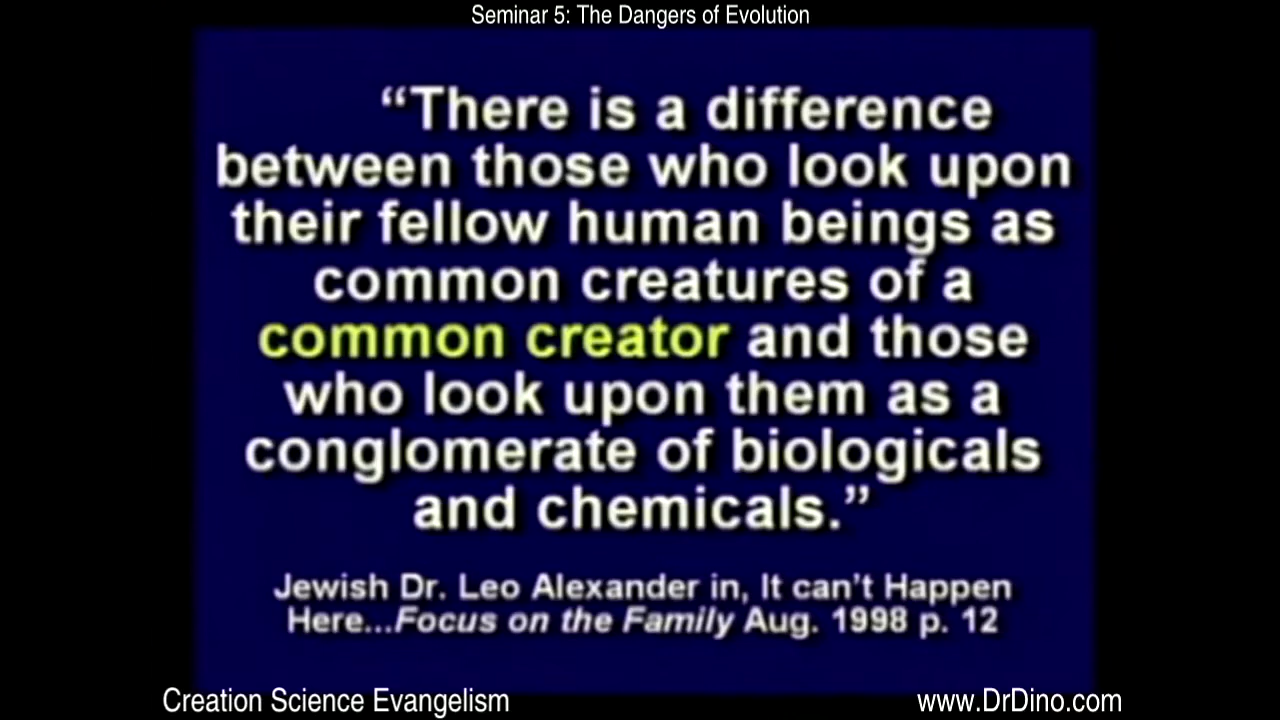 Seminar 5: The Dangers of Evolution
“There is a difference
between those who look upon
their fellow human beings as
common creatures of a
common creator and those
who look upon them as a
conglomerate of biologicals
and chemicals.”
Jewish Dr. Leo Alexander in, It can’t Happen
Here...Focus on the Family Aug. 1998 p. 12
Creation Science Evangelism
www.DrDino.com